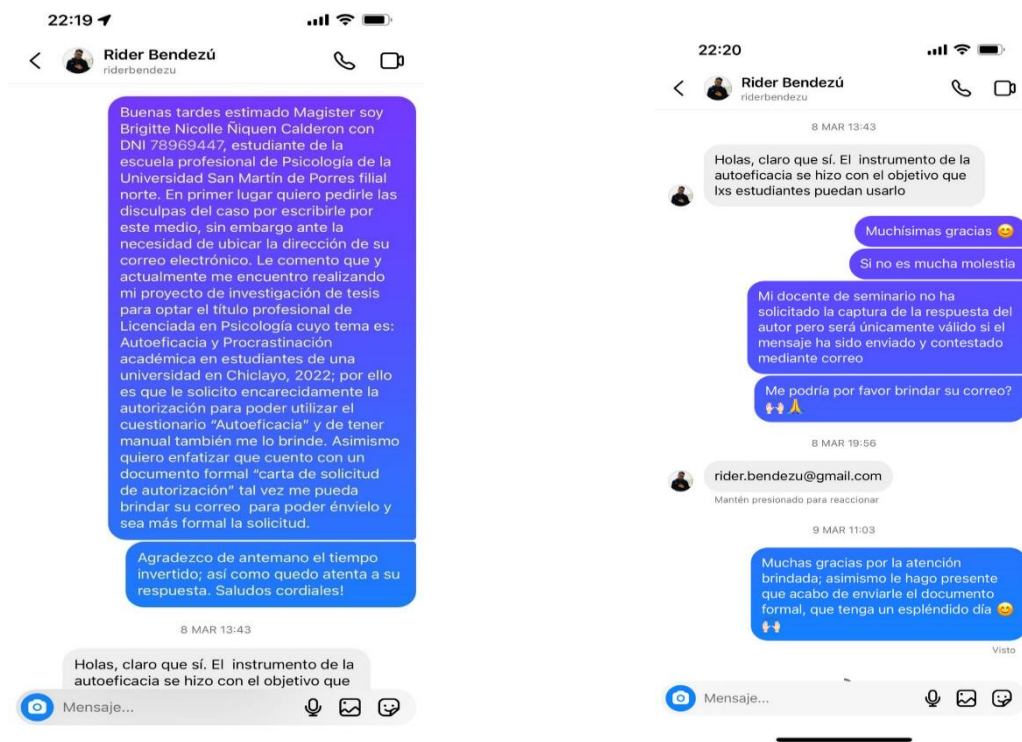 22:19
Rider Bendezú
riderbendezu
Buenas tardes estimado Magister soy
Brigitte Nicolle Ñiquen Calderon con
DNI 78969447, estudiante de la
escuela profesional de Psicología de la
Universidad San Martín de Porres filial
norte. En primer lugar quiero pedirle las
disculpas del caso por escribirle por
este medio, sin embargo ante la
necesidad de ubicar la dirección de su
correo electrónico. Le comento que y
actualmente me encuentro realizando
mi proyecto de investigación de tesis
para optar el título profesional de
Licenciada en Psicología cuyo tema es:
Autoeficacia y Procrastinación
académica en estudiantes de una
universidad en Chiclayo, 2022; por ello
es que le solicito encarecidamente la
autorización para poder utilizar el
cuestionario “Autoeficacia” y de tener
manual también me lo brinde. Asimismo
quiero enfatizar que cuento con un
documento formal “carta de solicitud
de autorización” tal vez me pueda
brindar su correo para poder énvielo y
sea más formal la solicitud.
Agradezco de antemano el tiempo
invertido; así como quedo atenta a su
respuesta. Saludos cordiales!
8 MAR 13:43
Holas, claro que sí. El instrumento de la
autoeficacia se hizo con el objetivo que
Mensaje...
22:20
Rider Bendezú
riderbendezu
8 MAR 13:43
Holas, claro que sí. El instrumento de la
autoeficacia se hizo con el objetivo que
lxs estudiantes puedan usarlo
Muchísimas gracias 😊
Si no es mucha molestia
Mi docente de seminario no ha
solicitado la captura de la respuesta del
autor pero será únicamente válido si el
mensaje ha sido enviado y contestado
mediante correo
Me podría por favor brindar su correo?
🙌🏻🙏
8 MAR 19:56
rider.bendezu@gmail.com
Mantén presionado para reaccionar
9 MAR 11:03
Muchas gracias por la atención
brindada; asimismo le hago presente
que acabo de enviarle el documento
formal, que tenga un espléndido día 😊
🙌🏻
Visto
Mensaje...